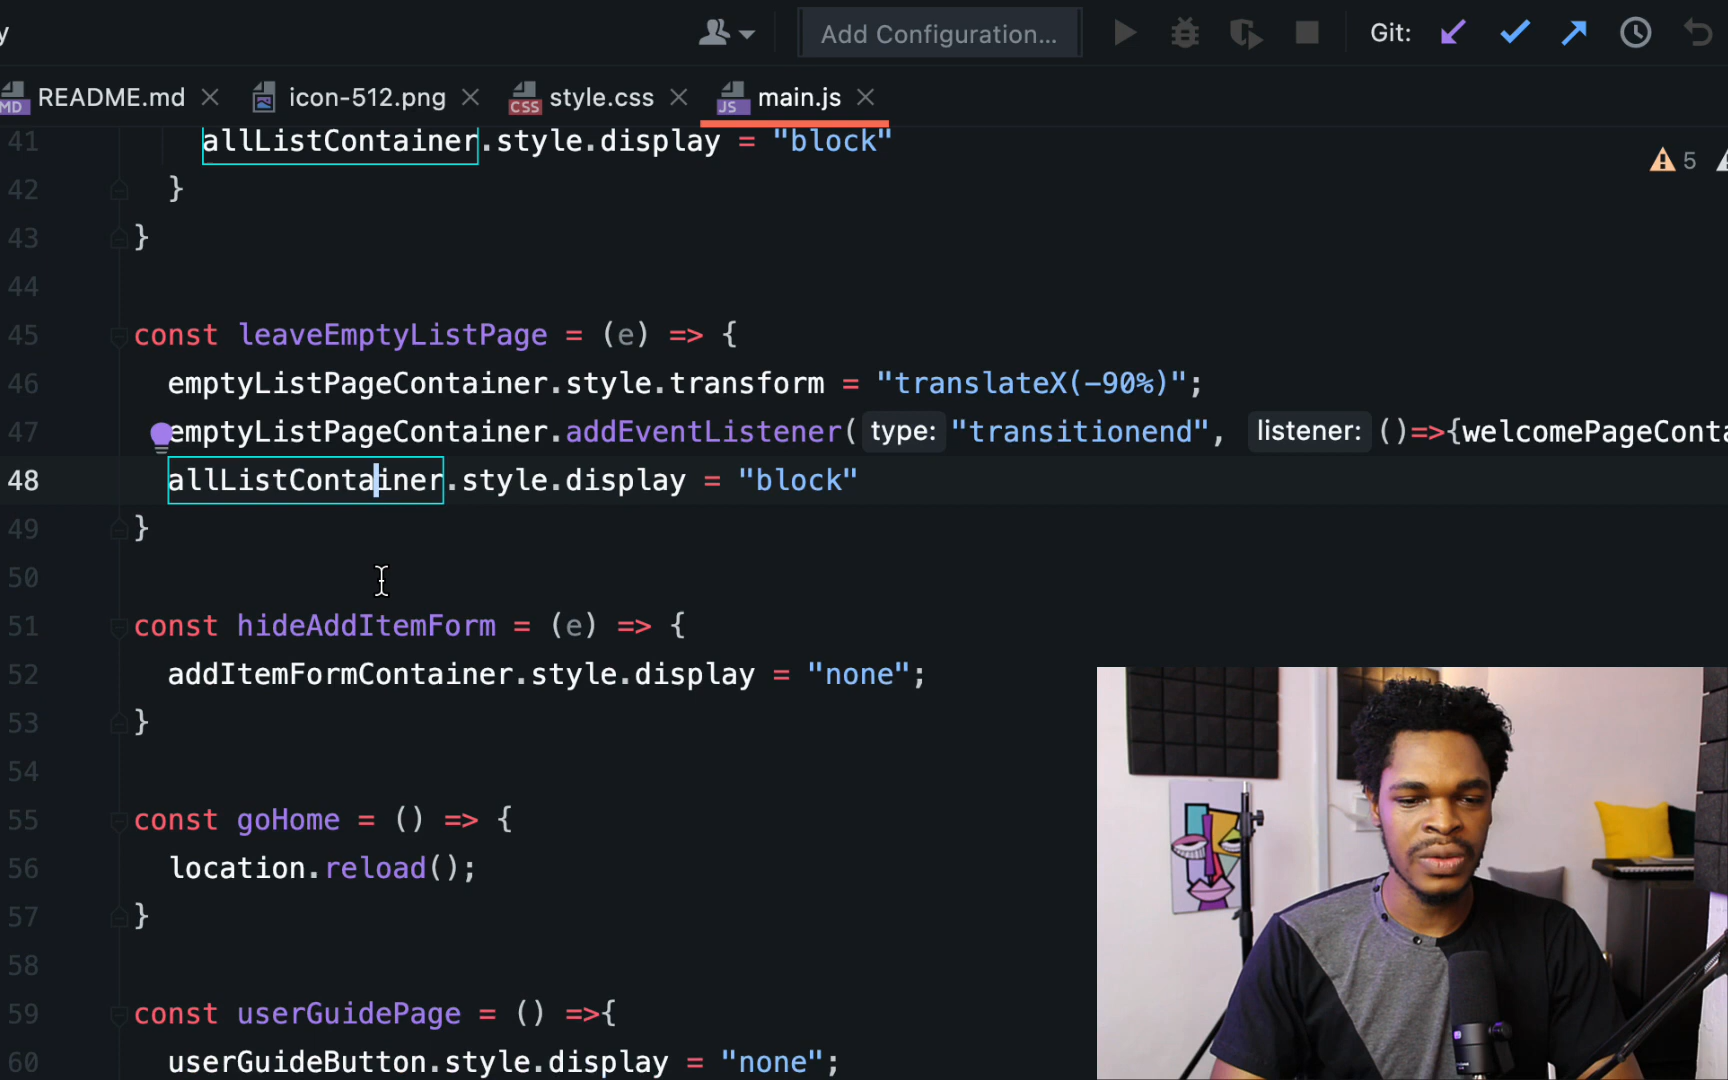 y
Add Configuration...
Git:
MD README.md
icon-512.png
CSS style.css
JS main.js
5
41 allListContainer.style.display = "block"
42 }
43 }
44
45 const leaveEmptyListPage = (e) => {
46 emptyListPageContainer.style.transform = "translateX(-90%)";
47 emptyListPageContainer.addEventListener( type: "transitionend", listener: ()=>{welcomePageConta
48 allListContainer.style.display = "block"
49 }
50
51 const hideAddItemForm = (e) => {
52 addItemFormContainer.style.display = "none";
53 }
54
55 const goHome = () => {
56 location.reload();
57 }
58
59 const userGuidePage = () =>{
60 userGuideButton.style.display = "none";